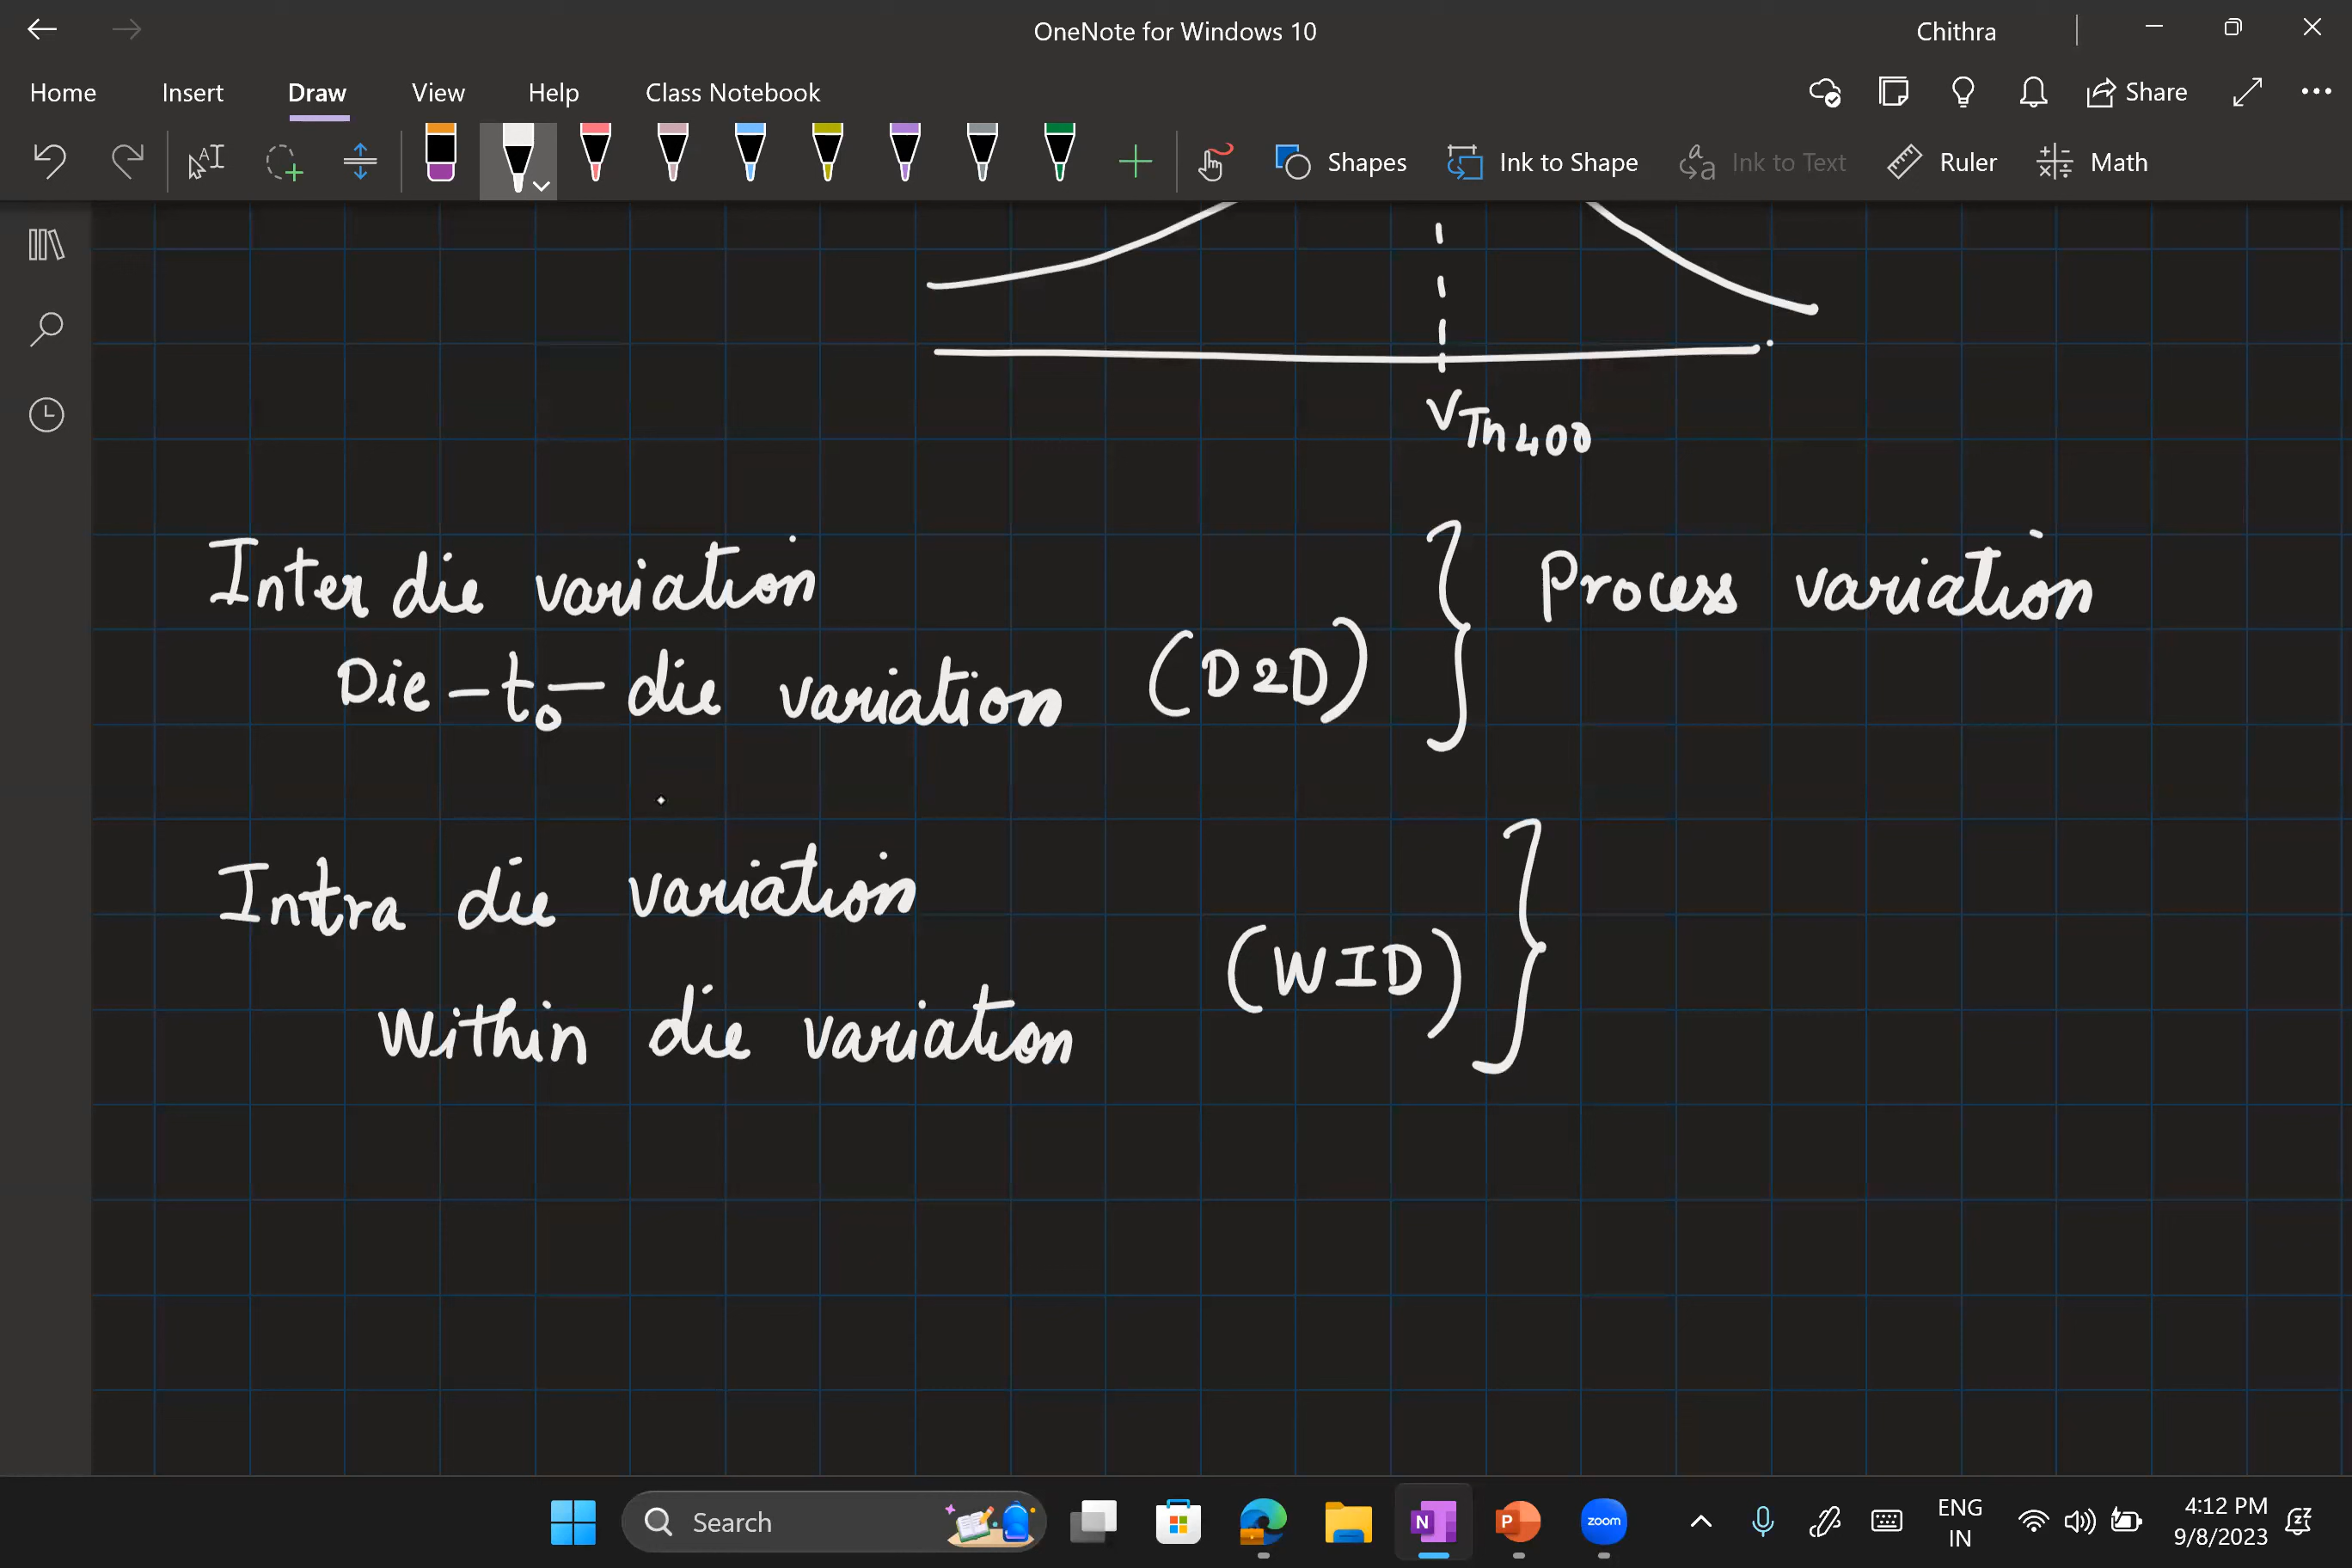 OneNote for Windows 10
Chithra
Home Insert Draw View Help Class Notebook
Share
Shapes Ink to Shape Ink to Text Ruler Math
VTh400
Inter die variation
Process variation
Die-to-die variation (D2D)
Intra die variation
(WID)
Within die variation
Search
zoom
ENG
IN
4:12 PM
9/8/2023